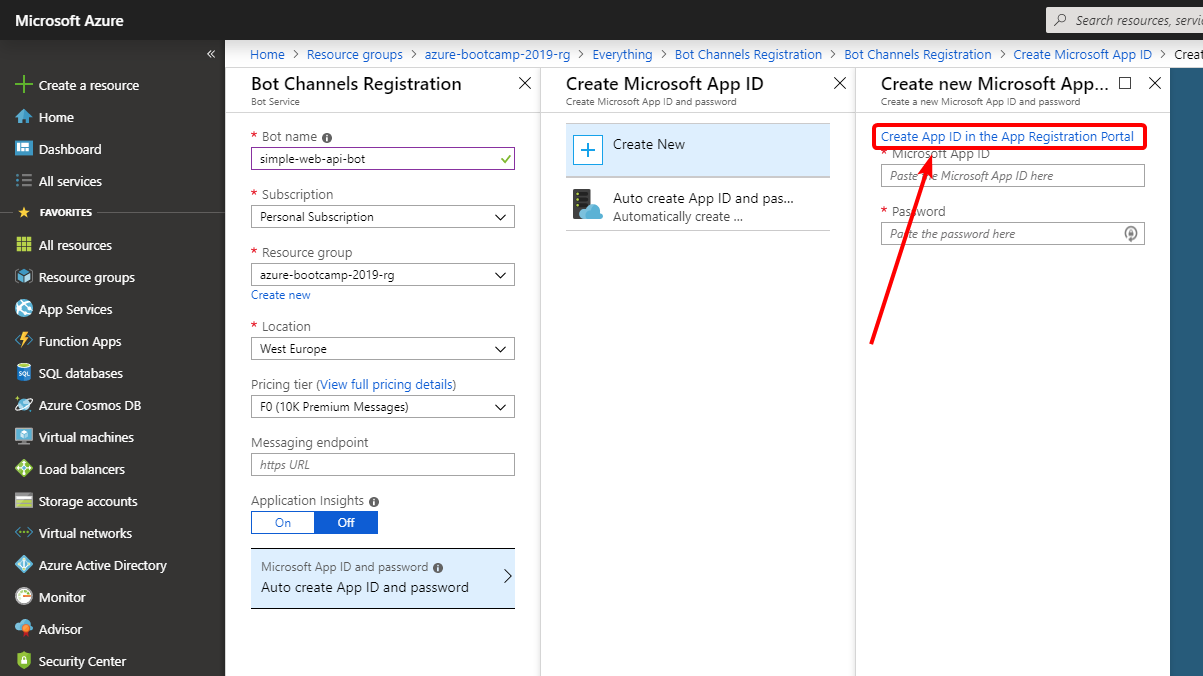 Microsoft Azure
Search resources, servic
Home > Resource groups > azure-bootcamp-2019-rg > Everything > Bot Channels Registration > Bot Channels Registration > Create Microsoft App ID > Creat
Create a resource
Home
Dashboard
All services
FAVORITES
All resources
Resource groups
App Services
Function Apps
SQL databases
Azure Cosmos DB
Virtual machines
Load balancers
Storage accounts
Virtual networks
Azure Active Directory
Monitor
Advisor
Security Center
Bot Channels Registration
Bot Service
* Bot name
simple-web-api-bot
* Subscription
Personal Subscription
* Resource group
azure-bootcamp-2019-rg
Create new
* Location
West Europe
Pricing tier (View full pricing details)
F0 (10K Premium Messages)
Messaging endpoint
https URL
Application Insights
On Off
Microsoft App ID and password
Auto create App ID and password
Create Microsoft App ID
Create Microsoft App ID and password
Create New
Auto create App ID and pas...
Automatically create ...
Create new Microsoft App...
Create a new Microsoft App ID and password
Create App ID in the App Registration Portal
* Microsoft App ID
Paste the Microsoft App ID here
* Password
Paste the password here